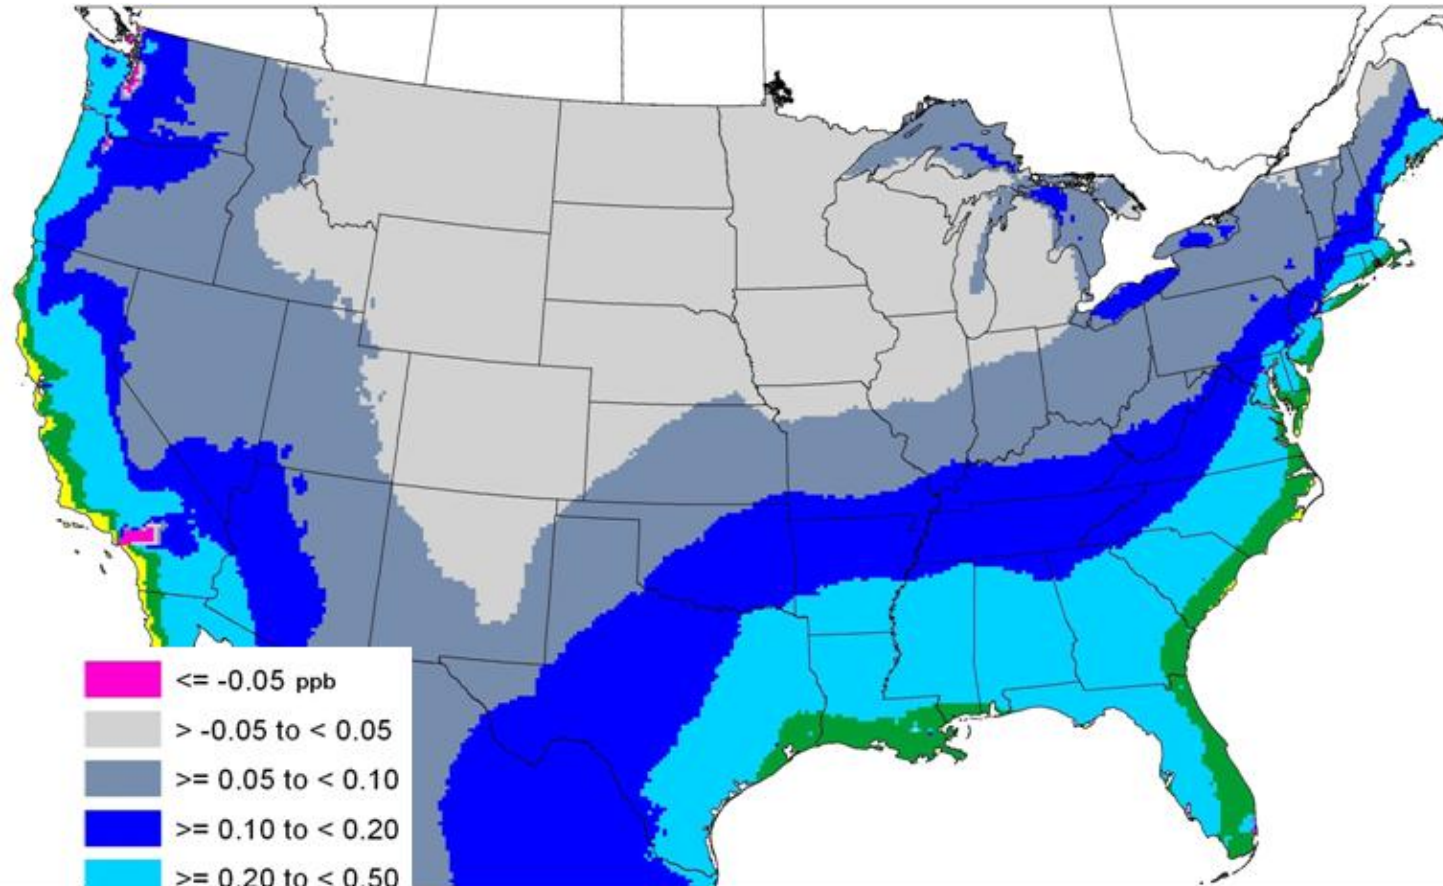 <= -0.05 ppb
> -0.05 to < 0.05
>= 0.05 to < 0.10
>= 0.10 to < 0.20
>= 0.20 to < 0.50